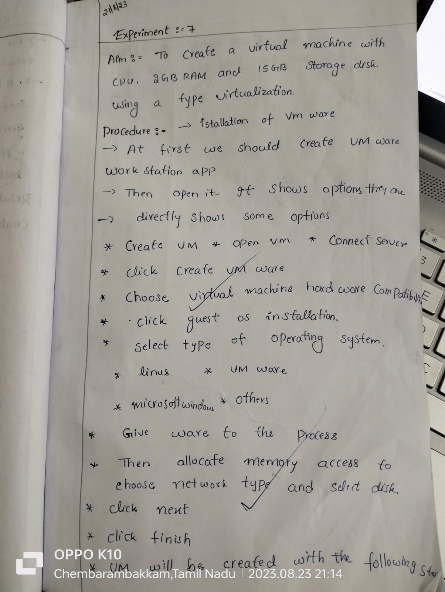 21/8/23
Experiment :- 7
Aim :- To create a virtual machine with
CPU, 2GB RAM and 15GB Storage disk
using a type virtualization.
Procedure :- → istallation of Vm ware
→ At first we should create VM ware
work station app
→ Then open it. It shows options they are
→ directly shows some options
* Create VM * open vm * Connect Server
* click create VM ware
* Choose virtual machine hard ware Compatibility
* click guest os installation.
* Select type of operating system.
* linus * VM ware
* microsoft window * others
* Give ware to the process
* Then allocate memory access to
choose network type and select disk.
* click next
* click finish
* VM will be created with the following
OPPO K10
Chembarambakkam,Tamil Nadu | 2023.08.23 21:14